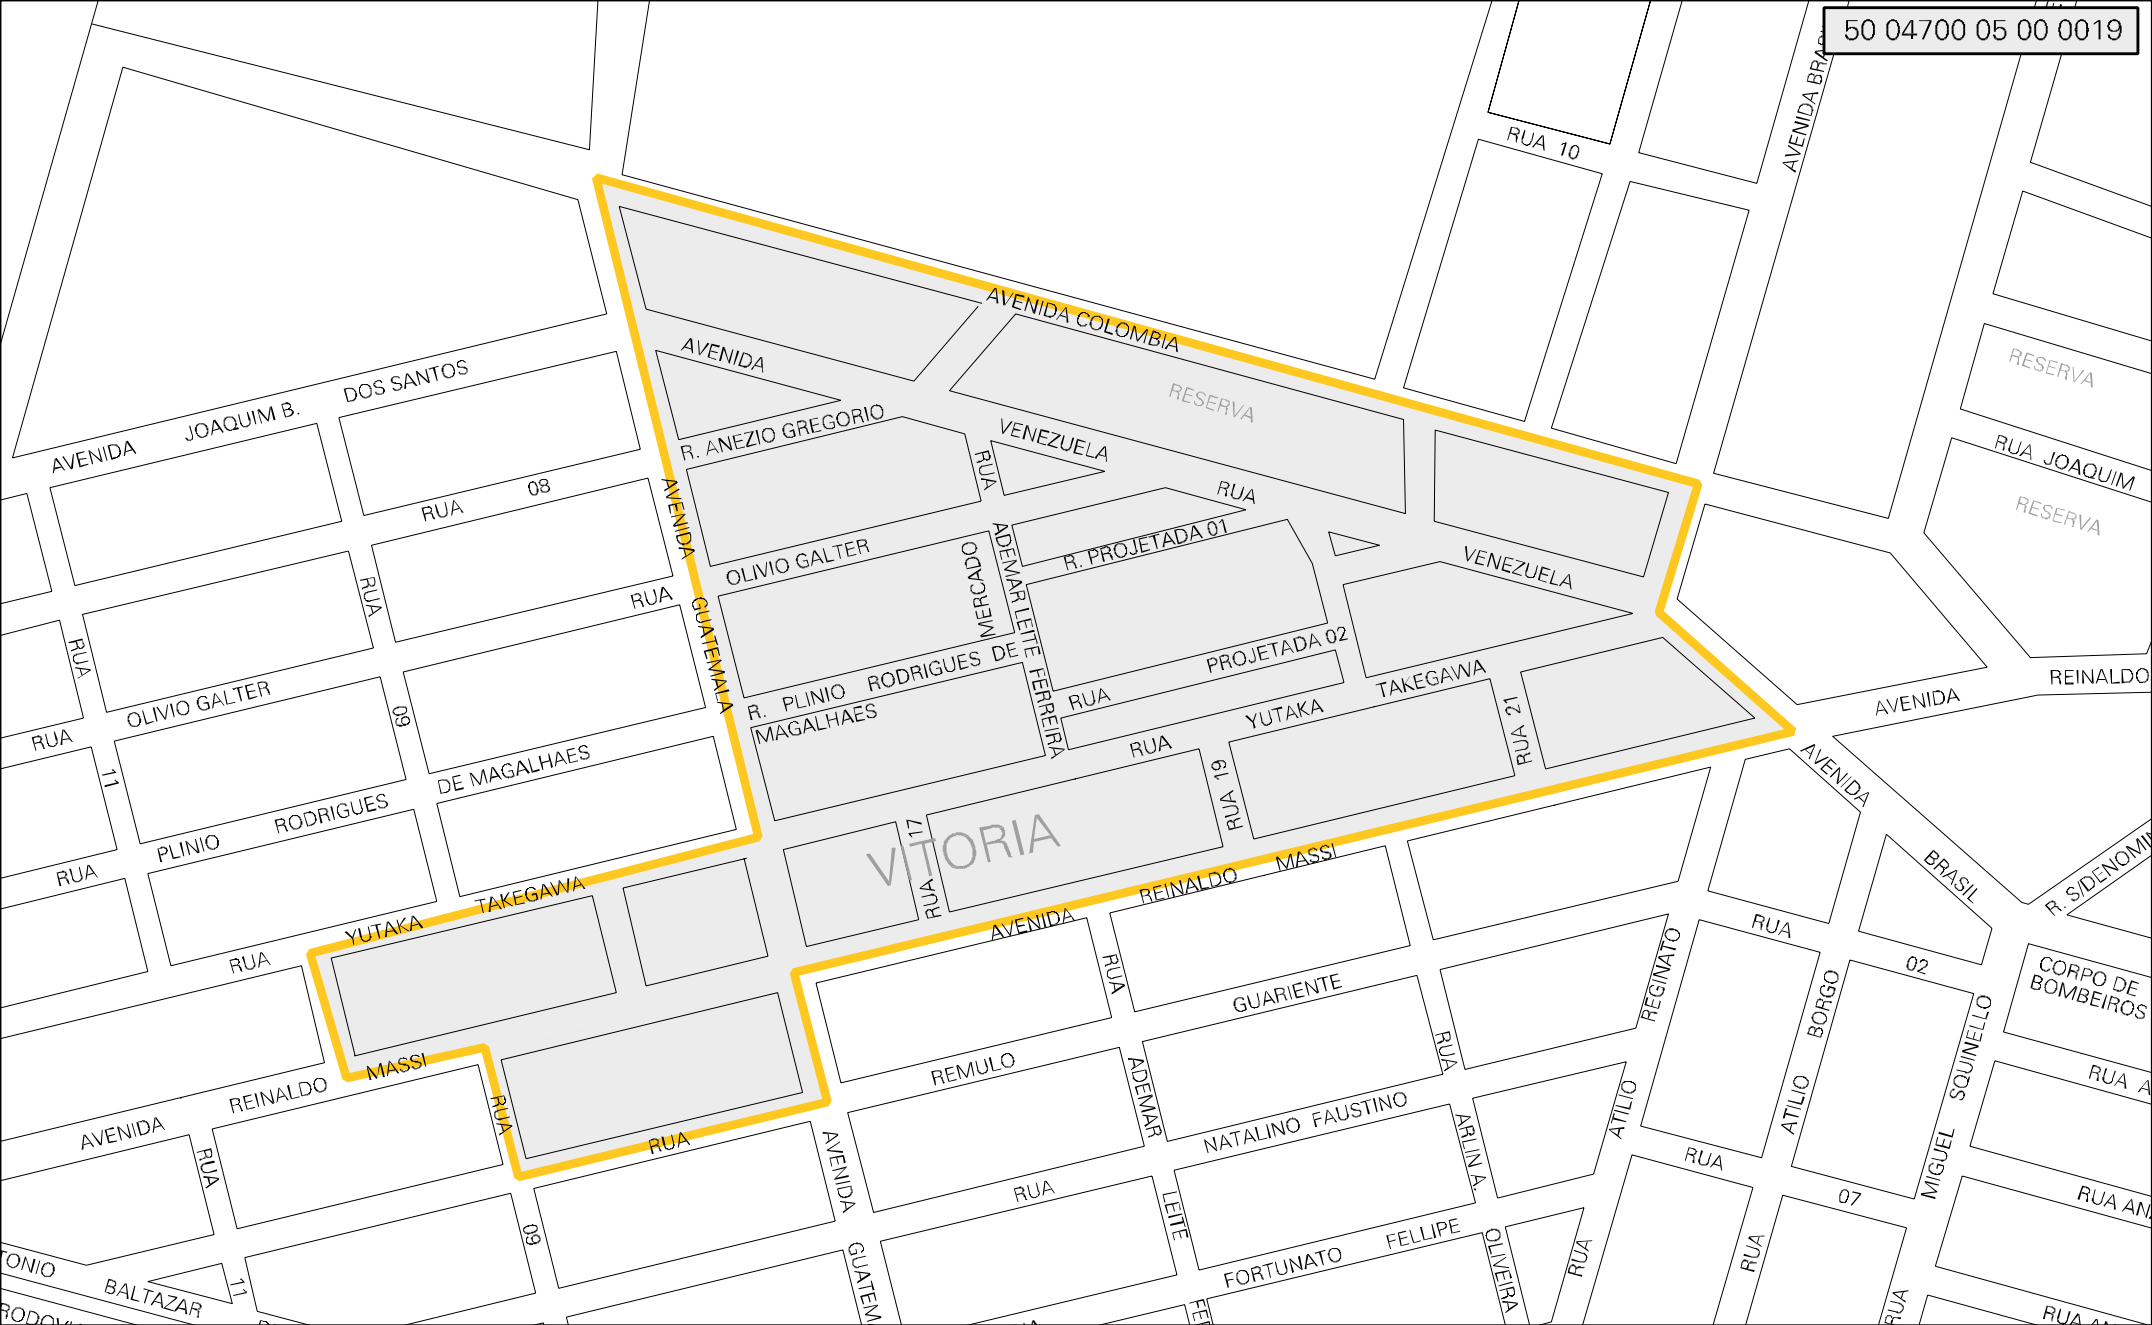 50 04700 05 00 0019
AVENIDA
RUA 10
AVENIDA COLOMBIA
AVENIDA
RESERVA
RESERVA
DOS SANTOS
JOAQUIM B.
AVENIDA
R. ANEZIO GREGORIO
VENEZUELA
RUA
RUA JOAQUIM
RESERVA
RUA
08
RUA
AVENIDA
GUATEMALA
OLIVIO GALTER
MERCADO
ADEMAR LEITE FERREIRA
R. PROJETADA 01
VENEZUELA
RUA
RUA
RUA
09
OLIVIO GALTER
RUA
11
R. PLINIO RODRIGUES DE
MAGALHAES
PROJETADA 02
RUA
TAKEGAWA
YUTAKA
RUA
RUA 21
RUA 19
RUA 17
REINALDO
AVENIDA
DE MAGALHAES
RODRIGUES
PLINIO
RUA
VITORIA
AVENIDA
BRASIL
MASSI
REINALDO
AVENIDA
TAKEGAWA
YUTAKA
RUA
RUA
02
CORPO DE
BOMBEIROS
RUA
GUARIENTE
REMULO
REGINATO
ATILIO
RUA
BORGO
ATILIO
RUA
SQUINELLO
MIGUEL
MASSI
REINALDO
AVENIDA
RUA
11
RUA
09
RUA
AVENIDA
ADEMAR
LEITE
RUA
ARLIN A.
OLIVEIRA
NATALINO FAUSTINO
RUA
RUA
07
RUA
FELLIPE
FORTUNATO
BALTAZAR
RUA
RUA